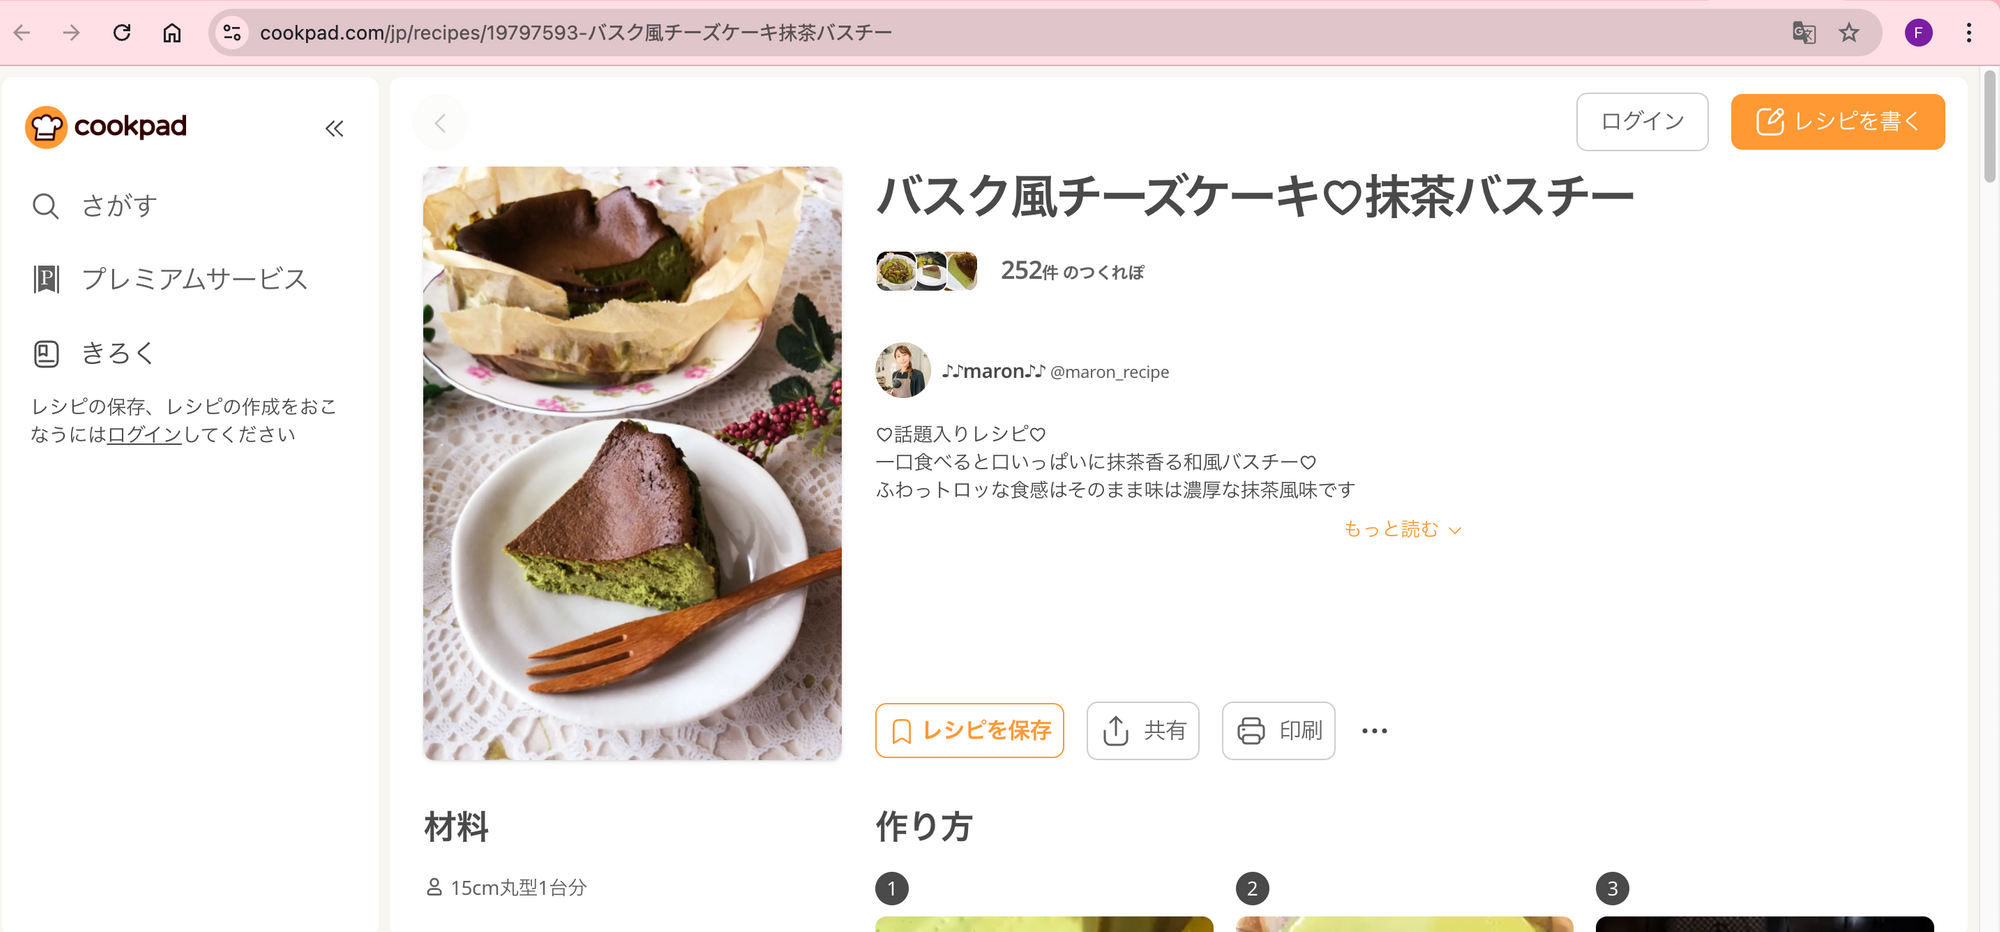 cookpad.com/jp/recipes/19797593-バスク風チーズケーキ抹茶バスチー
F
cookpad
さがす
P
プレミアムサービス
きろく
レシピの保存、レシピの作成をおこ
なうにはログインしてください
ログイン
レシピを書く
バスク風チーズケーキ♡抹茶バスチー
252件 のつくれぽ
♪♪maron♪♪ @maron_recipe
♡話題入りレシピ♡
一口食べると口いっぱいに抹茶香る和風バスチー♡
ふわっトロッな食感はそのまま味は濃厚な抹茶風味です
もっと読む
レシピを保存
共有
印刷
材料
15cm丸型1台分
作り方
1
2
3